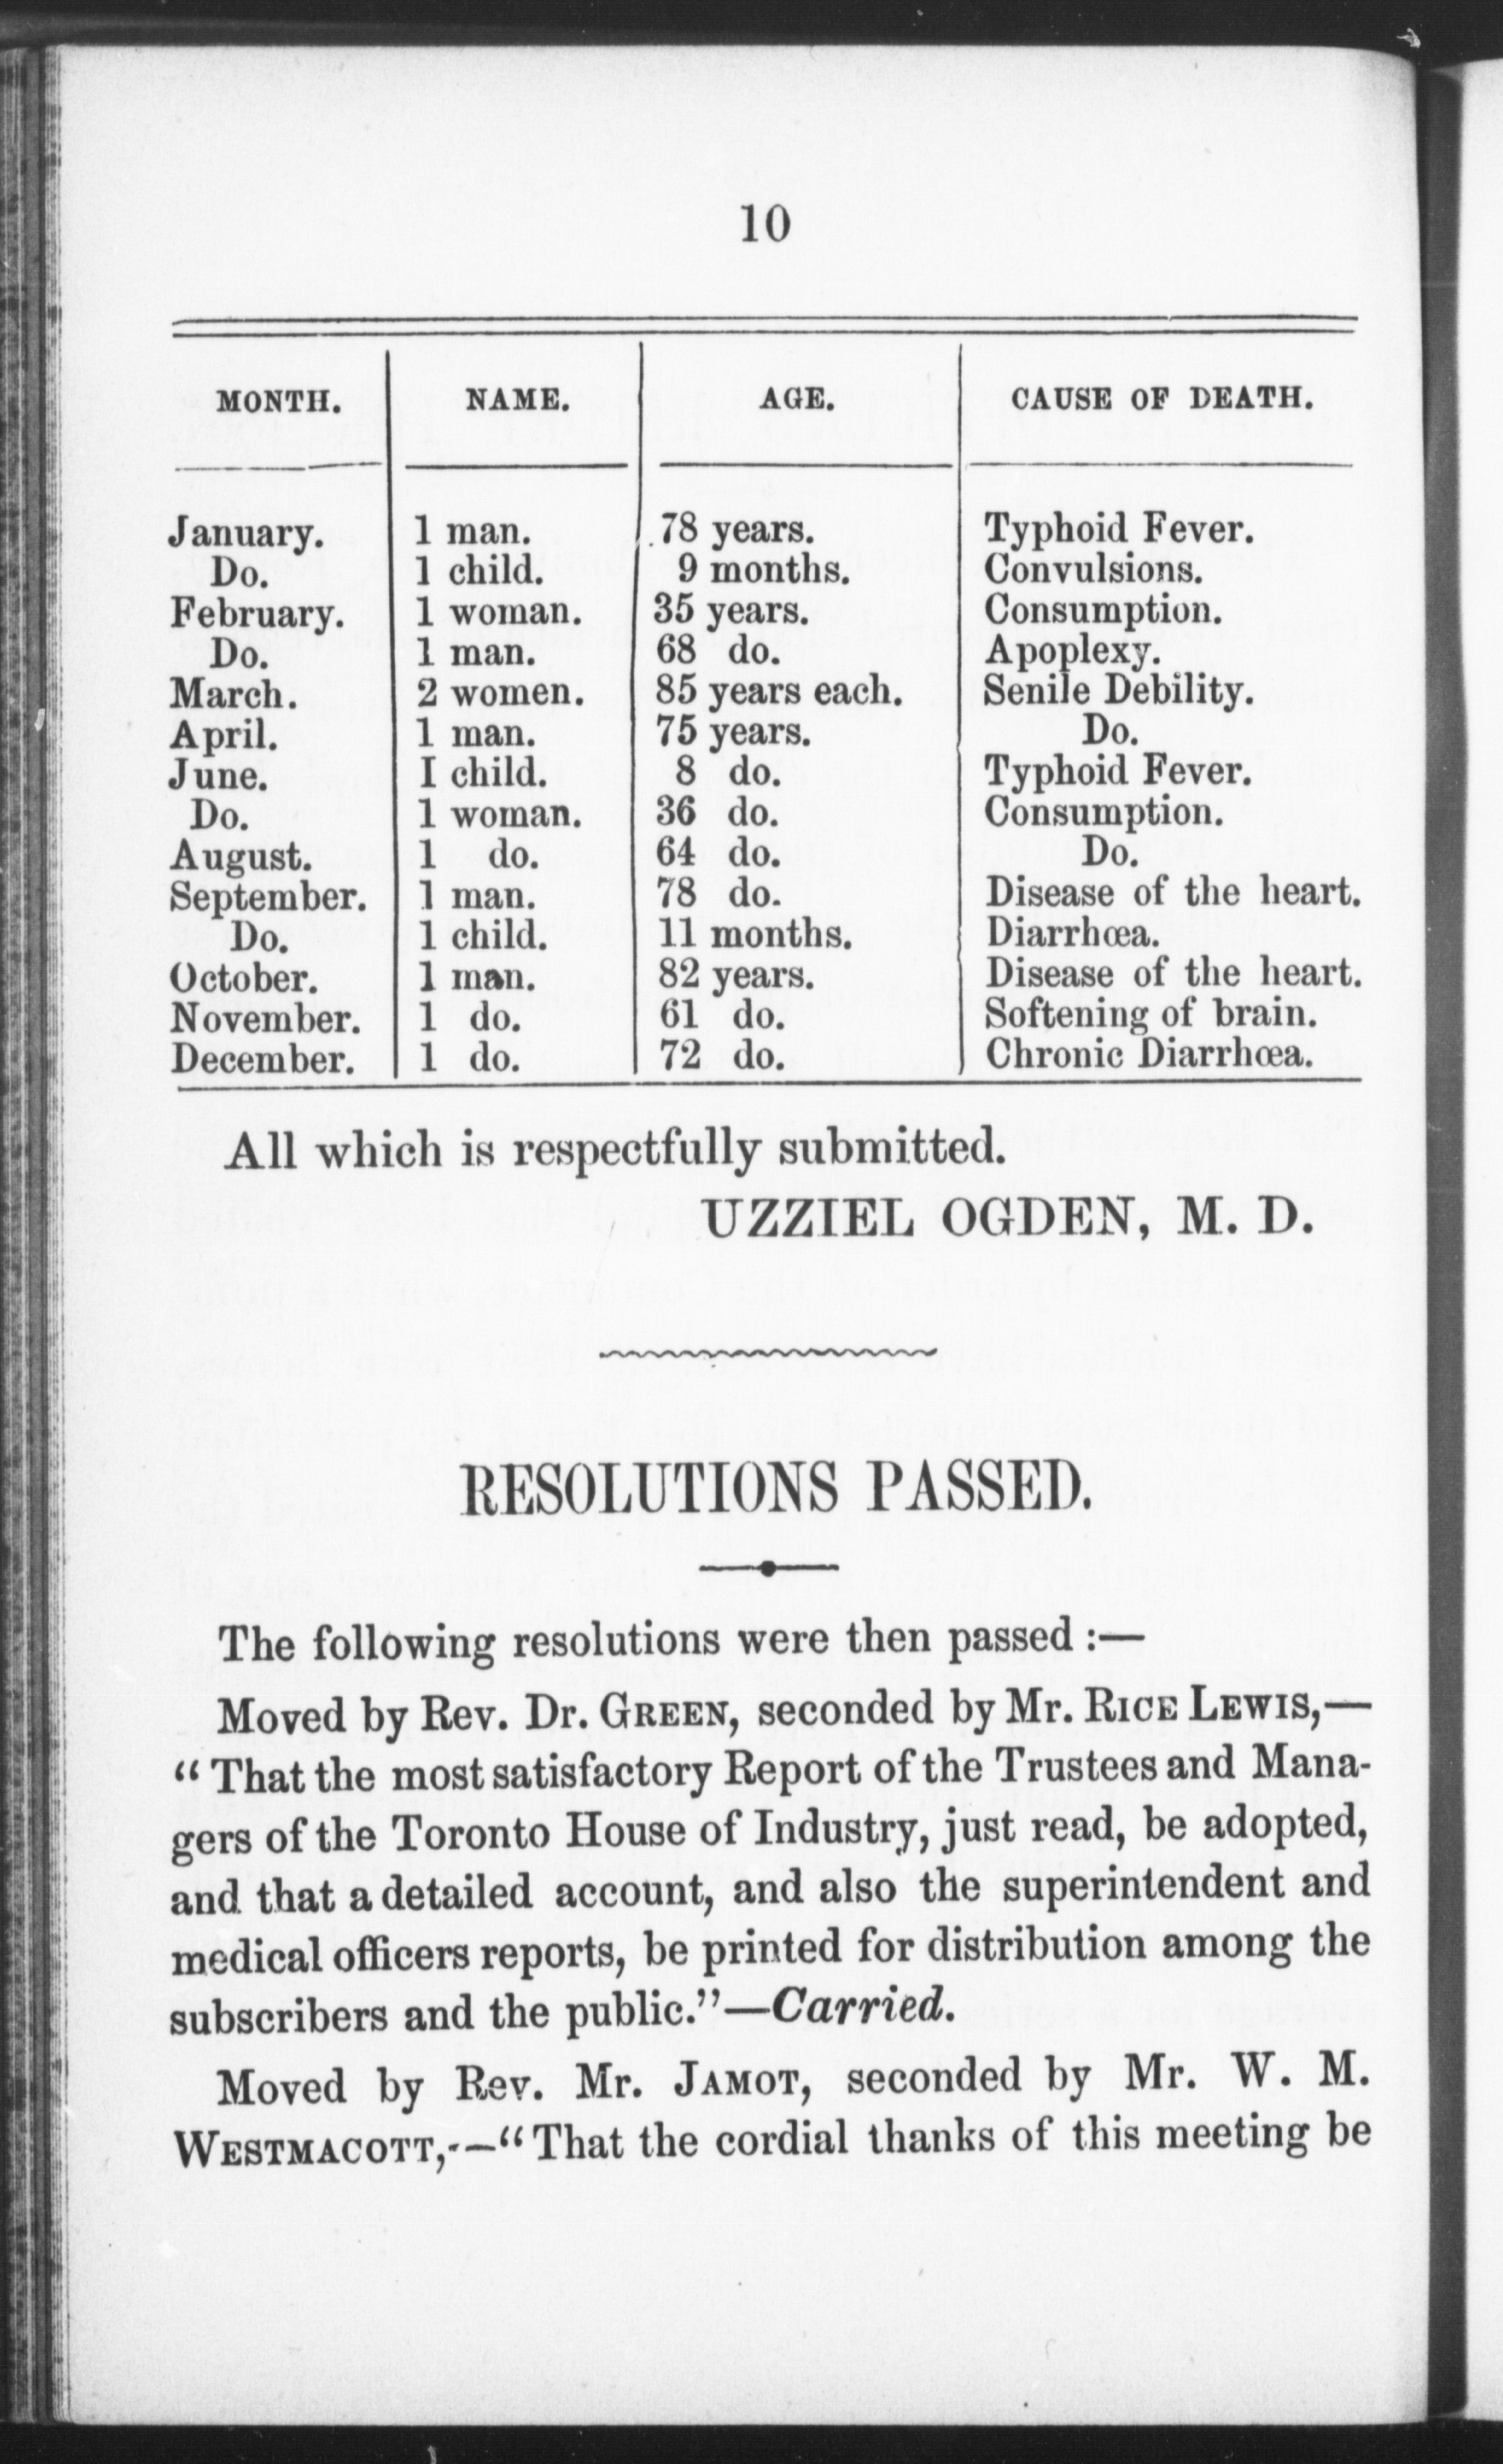 10
MONTH. NAME. AGE. CAUSE OF DEATH.
January. 1 man. 78 years. Typhoid Fever.
Do. 1 child. 9 months. Convulsions.
February. 1 woman. 35 years. Consumption.
Do. 1 man. 68 do. Apoplexy.
March. 2 women. 85 years each. Senile Debility.
April. 1 man. 75 years. Do.
June. I child. 8 do. Typhoid Fever.
Do. 1 woman. 36 do. Consumption.
August. 1 do. 64 do. Do.
September. 1 man. 78 do. Disease of the heart.
Do. 1 child. 11 months. Diarrhœa.
October. 1 man. 82 years. Disease of the heart.
November. 1 do. 61 do. Softening of brain.
December. 1 do. 72 do. Chronic Diarrhœa.
All which is respectfully submitted.
UZZIEL OGDEN, M. D.
RESOLUTIONS PASSED.
The following resolutions were then passed :—
Moved by Rev. Dr. GREEN, seconded by Mr. RICE LEWIS,—
“ That the most satisfactory Report of the Trustees and Mana-
gers of the Toronto House of Industry, just read, be adopted,
and that a detailed account, and also the superintendent and
medical officers reports, be printed for distribution among the
subscribers and the public.”—Carried.
Moved by Rev. Mr. JAMOT, seconded by Mr. W. M.
WESTMACOTT,-—“ That the cordial thanks of this meeting be